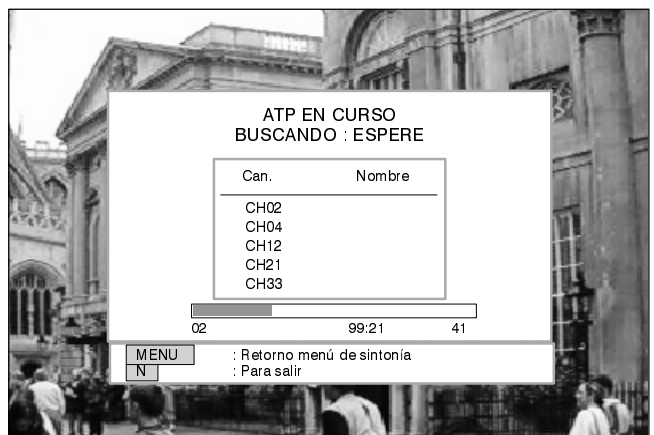 ATP EN CURSO
BUSCANDO : ESPERE
Can. Nombre
CH02
CH04
CH12
CH21
CH33
02 99:21 41
MENU : Retorno menú de sintonía
N : Para salir